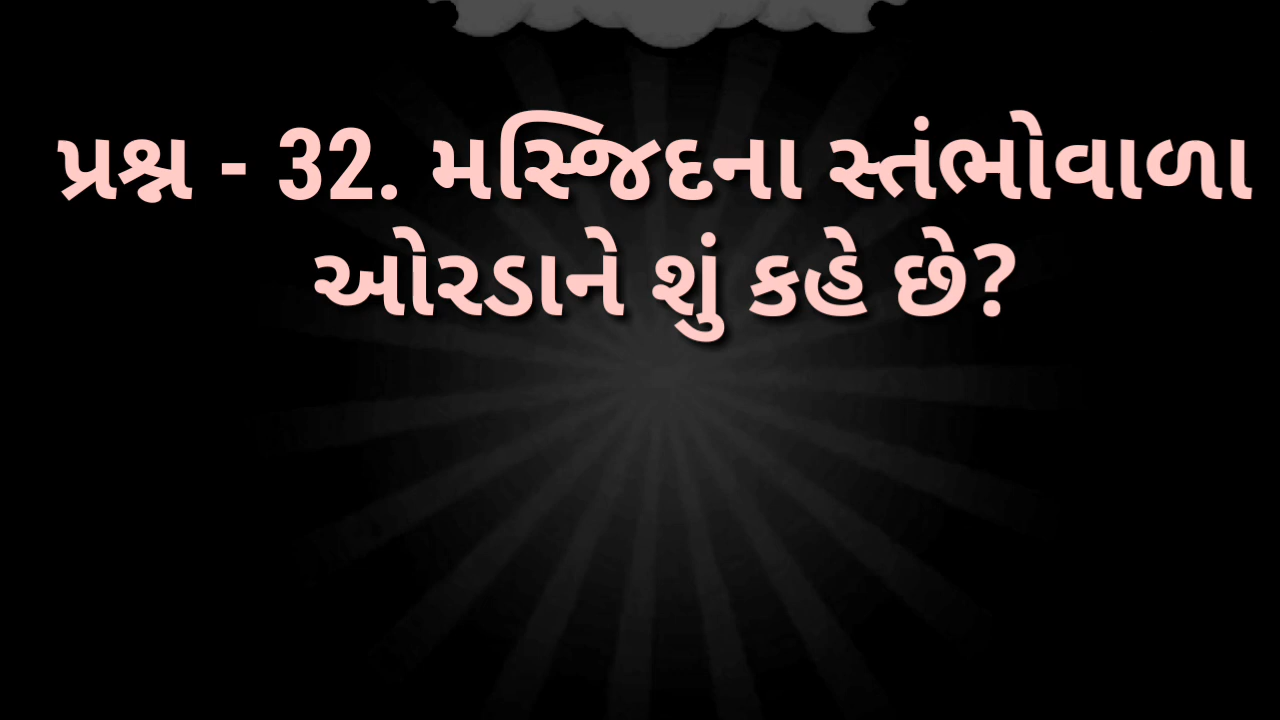 પ્રશ્ન - 32. મસ્જિદના સ્તંભોવાળા
ઓરડાને શું કહે છે?